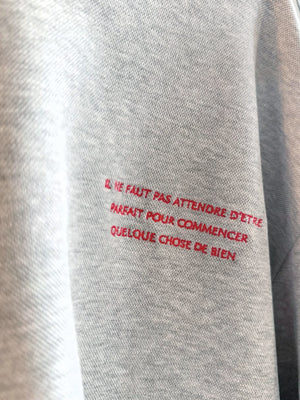 IL NE FAUT PAS ATTENDRE D'ETRE
PARFAIT POUR COMMENCER
QUELQUE CHOSE DE BIEN